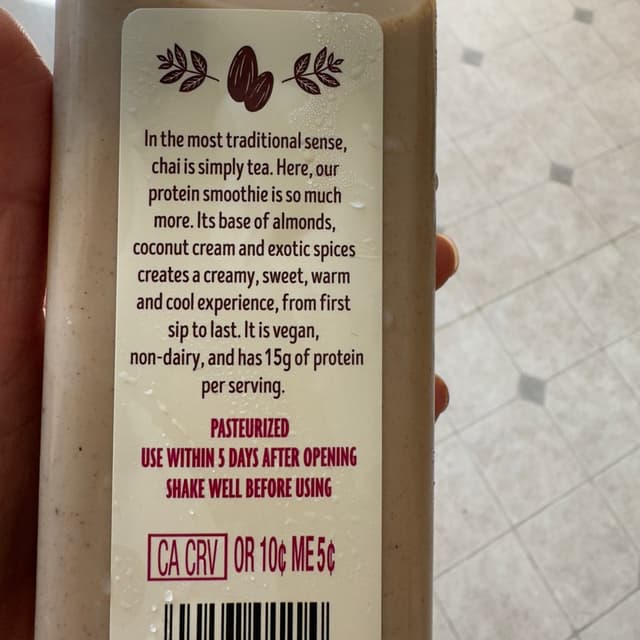 In the most traditional sense,
chai is simply tea. Here, our
protein smoothie is so much
more. Its base of almonds,
coconut cream and exotic spices
creates a creamy, sweet, warm
and cool experience, from first
sip to last. It is vegan,
non-dairy, and has 15g of protein
per serving.
PASTEURIZED
USE WITHIN 5 DAYS AFTER OPENING
SHAKE WELL BEFORE USING
CA CRV OR 10¢ ME 5¢